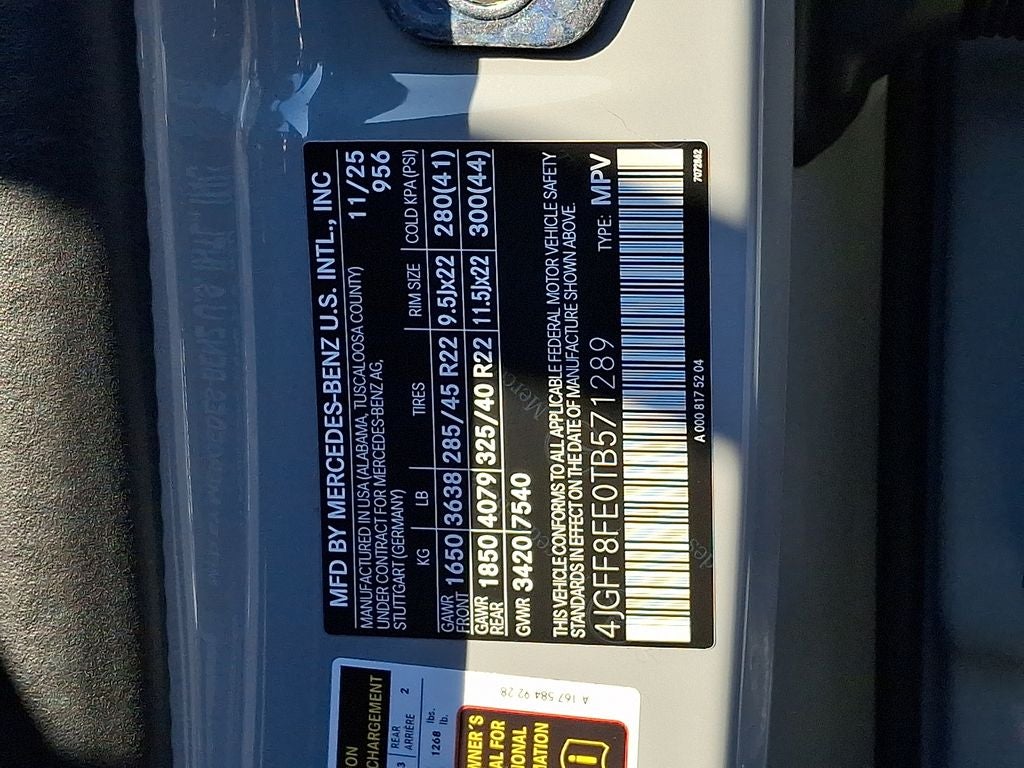 MFD BY MERCEDES-BENZ U.S. INTL., INC
MANUFACTURED IN USA (ALABAMA, TUSCALOOSA COUNTY) 11/25
UNDER CONTRACT FOR MERCEDES-BENZ AG, 956
STUTTGART (GERMANY)
KG LB TIRES RIM SIZE COLD KPA (PSI)
GAWR FRONT 1650 3638 285/45 R22 9.5Jx22 280(41)
GAWR REAR 1850 4079 325/40 R22 11.5Jx22 300(44)
GVWR 3420 7540
THIS VEHICLE CONFORMS TO ALL APPLICABLE FEDERAL MOTOR VEHICLE SAFETY
STANDARDS IN EFFECT ON THE DATE OF MANUFACTURE SHOWN ABOVE.
4JGFF8FE0TB571289 TYPE: MPV
A 000 817 52 04
7072842
CHARGEMENT
3 REAR ARRIÈRE 2
1268 lbs.
lb.
A 167 584 92 28